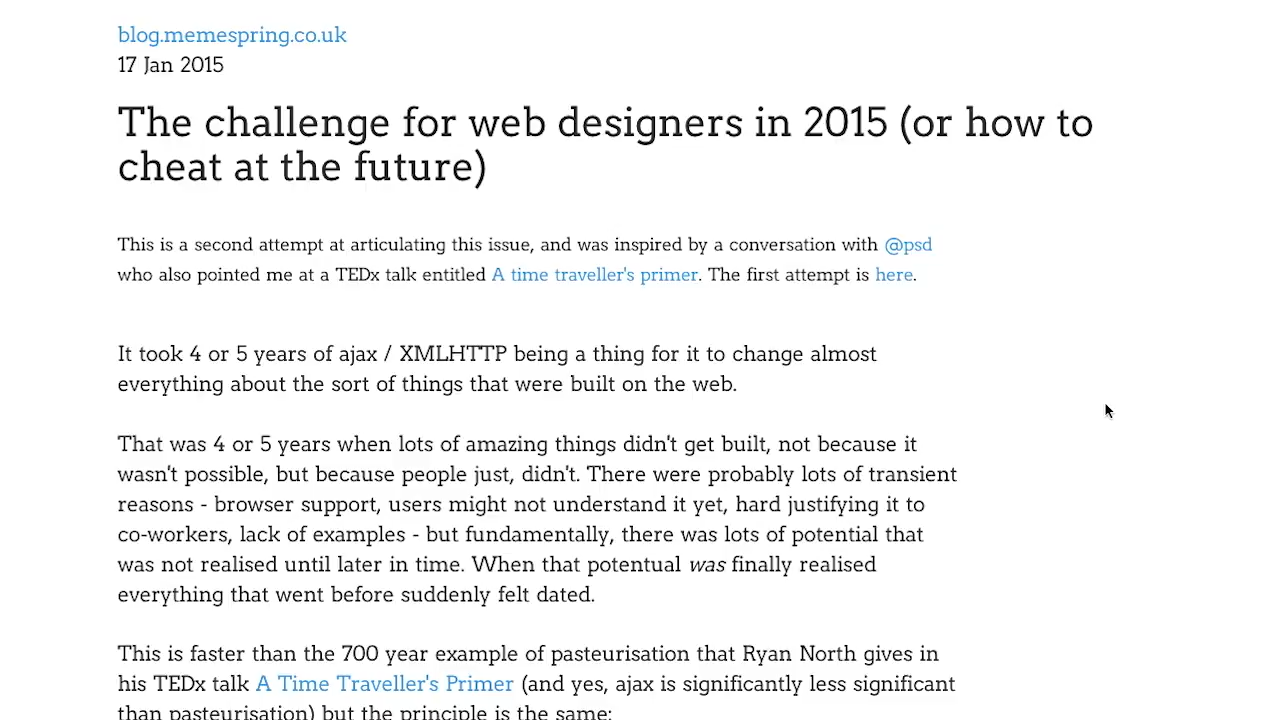 blog.memespring.co.uk
17 Jan 2015
The challenge for web designers in 2015 (or how to
cheat at the future)
This is a second attempt at articulating this issue, and was inspired by a conversation with @psd
who also pointed me at a TEDx talk entitled A time traveller's primer. The first attempt is here.
It took 4 or 5 years of ajax / XMLHTTP being a thing for it to change almost
everything about the sort of things that were built on the web.
That was 4 or 5 years when lots of amazing things didn't get built, not because it
wasn't possible, but because people just, didn't. There were probably lots of transient
reasons - browser support, users might not understand it yet, hard justifying it to
co-workers, lack of examples - but fundamentally, there was lots of potential that
was not realised until later in time. When that potentual was finally realised
everything that went before suddenly felt dated.
This is faster than the 700 year example of pasteurisation that Ryan North gives in
his TEDx talk A Time Traveller's Primer (and yes, ajax is significantly less significant
than pasteurisation) but the principle is the same: